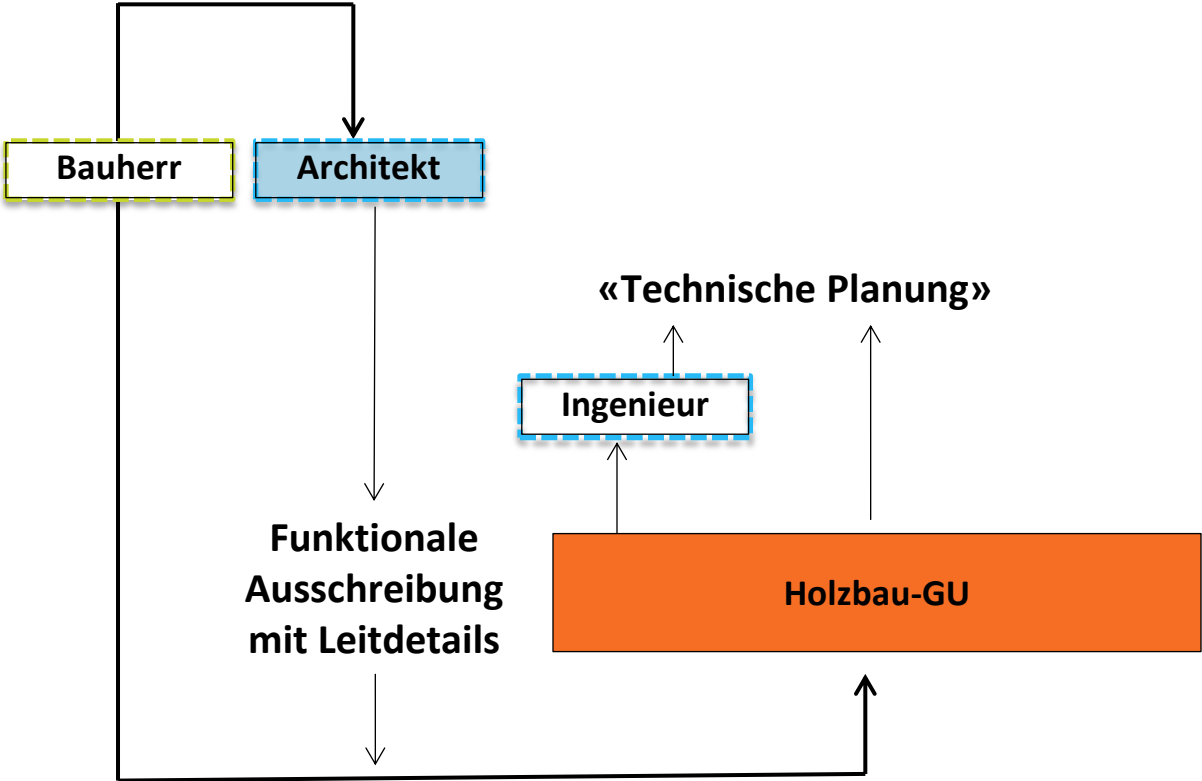 Bauherr
Architekt
«Technische Planung»
Ingenieur
Funktionale
Ausschreibung
mit Leitdetails
Holzbau-GU